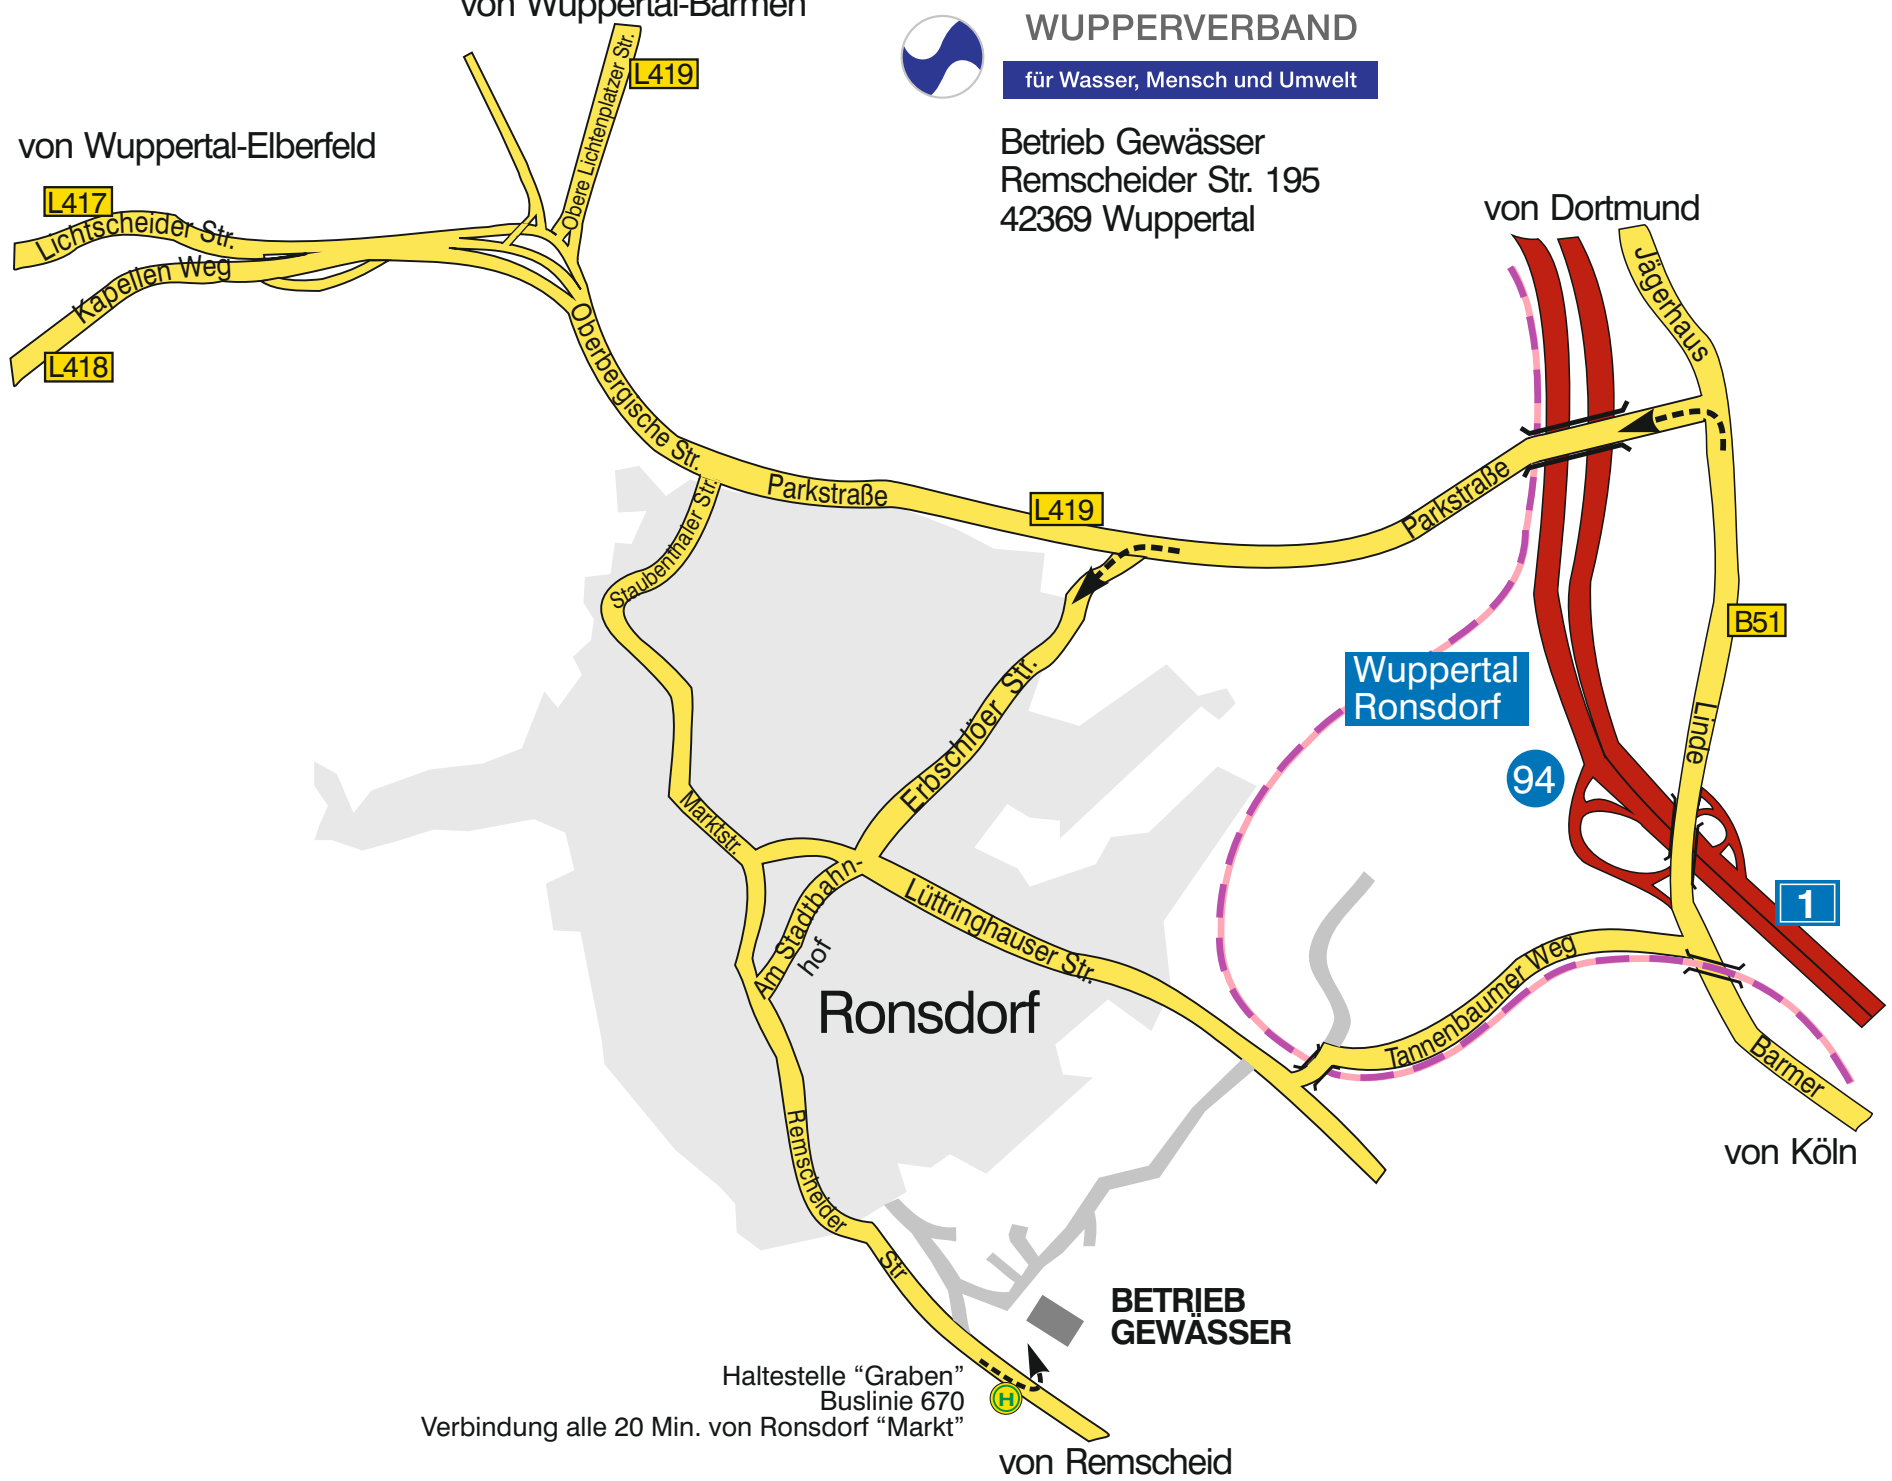 von Wuppertal-Barmen
WUPPERVERBAND
für Wasser, Mensch und Umwelt
Betrieb Gewässer
Remscheider Str. 195
42369 Wuppertal
L419
Obere Lichtenplatzer Str.
von Wuppertal-Elberfeld
L417
Lichtscheider Str.
Kapellen Weg
L418
von Dortmund
Jägerhaus
Oberbergische Str.
Parkstraße
L419
Parkstraße
Staubenthaler Str.
B51
Wuppertal
Ronsdorf
Linde
94
Erbschlöer Str.
Marktstr.
Am Stadtbahn-
hof
Lüttringhauser Str.
1
Ronsdorf
Tannenbaumer Weg
Barmer
von Köln
Remscheider
Str
BETRIEB
GEWÄSSER
Haltestelle “Graben”
Buslinie 670
Verbindung alle 20 Min. von Ronsdorf “Markt”
H
von Remscheid